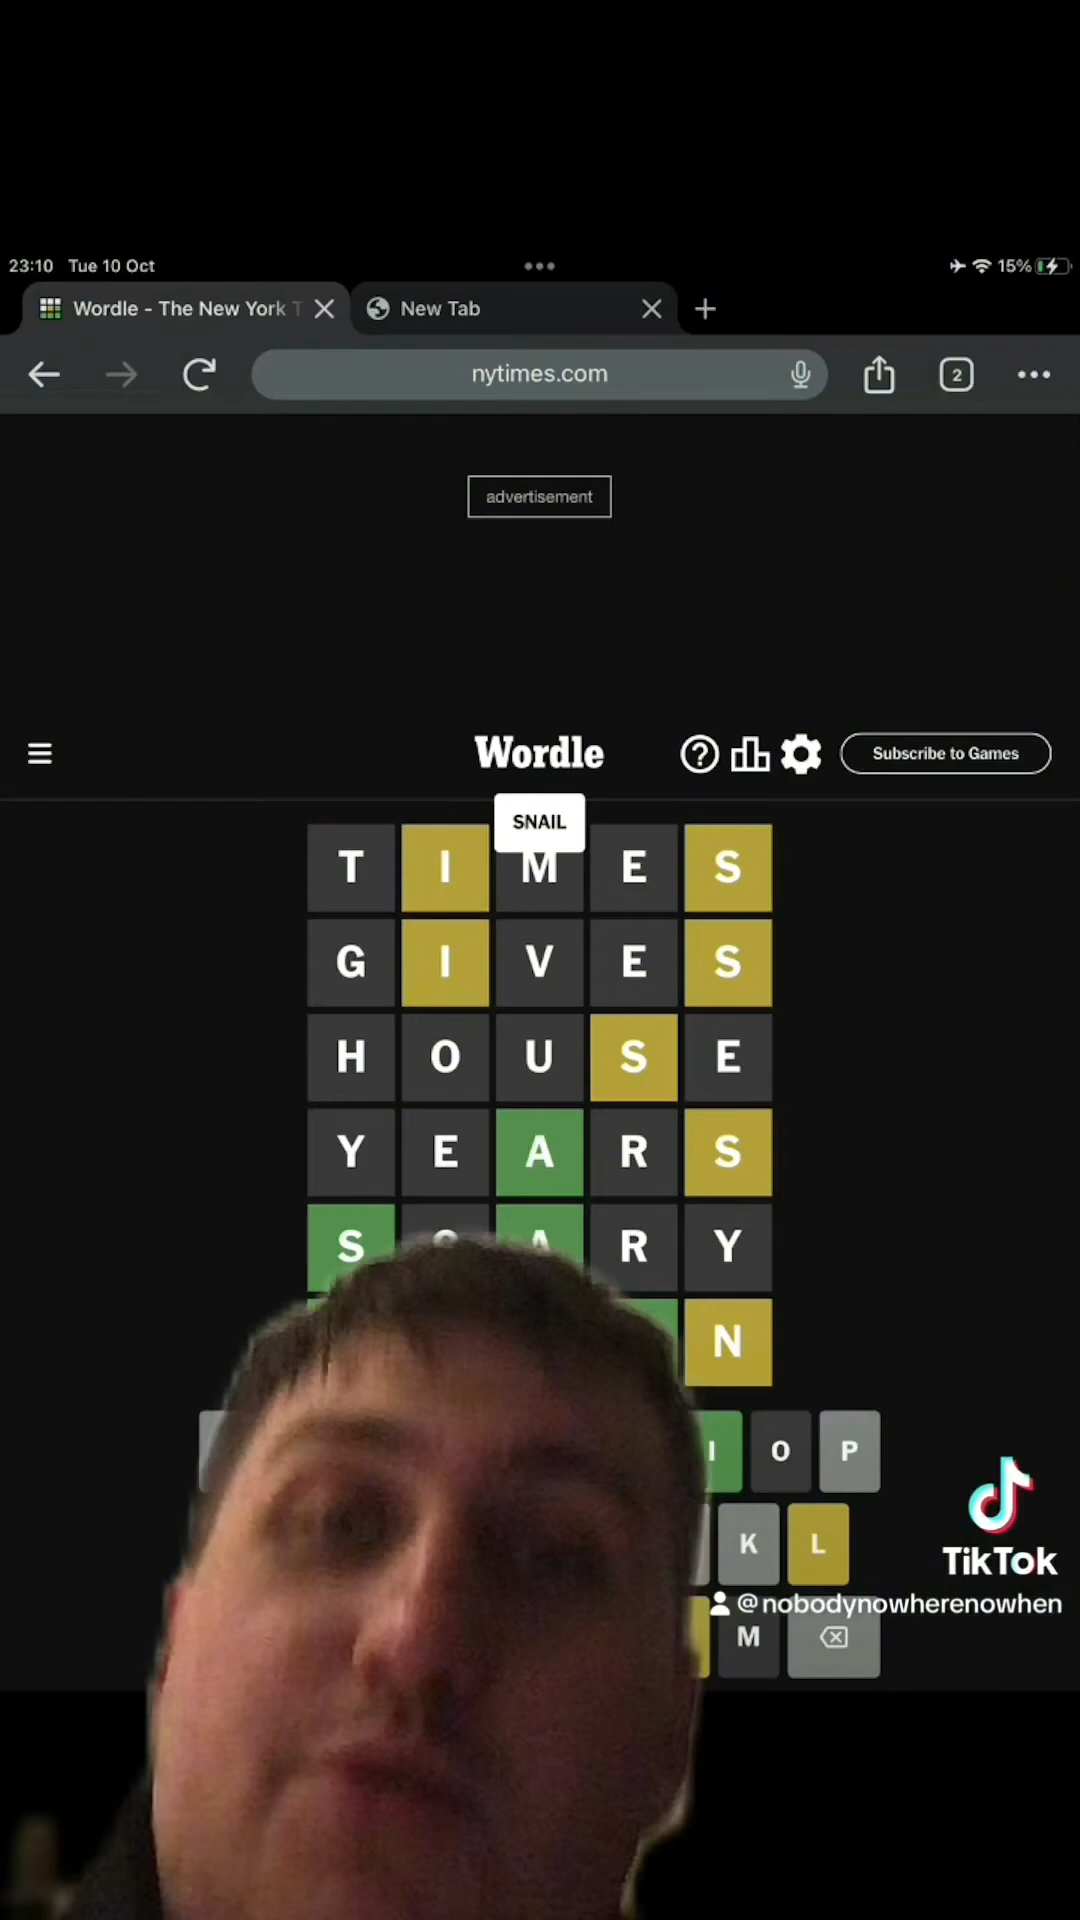 23:10 Tue 10 Oct 15%
Wordle - The New York T
New Tab
nytimes.com
2
advertisement
Wordle
Subscribe to Games
SNAIL
T I M E S
G I V E S
H O U S E
Y E A R S
S A R Y
N
I O P
K L
M
TikTok
@nobodynowherenowhen